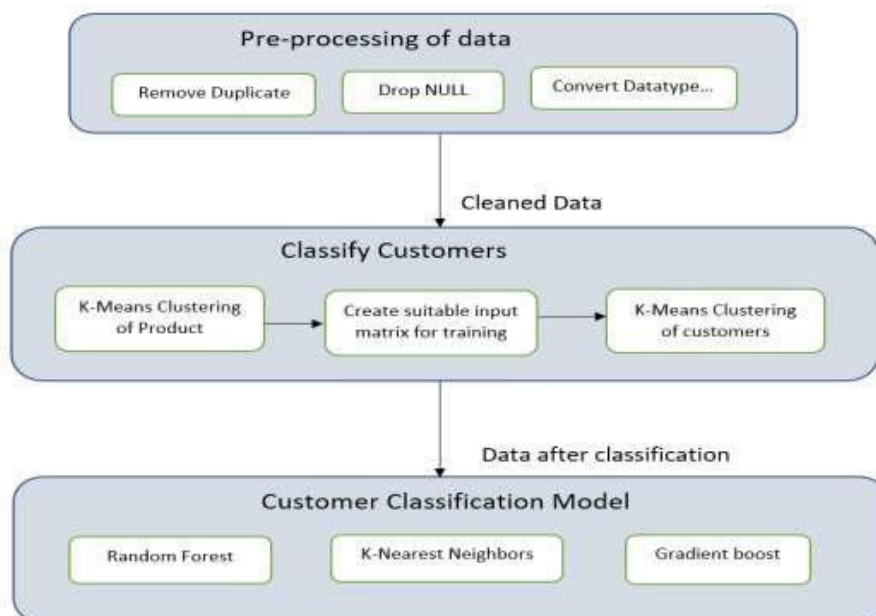 Pre-processing of data
Remove Duplicate
Drop NULL
Convert Datatype...
Cleaned Data
Classify Customers
K-Means Clustering
of Product
Create suitable input
matrix for training
K-Means Clustering
of customers
Data after classification
Customer Classification Model
Random Forest
K-Nearest Neighbors
Gradient boost